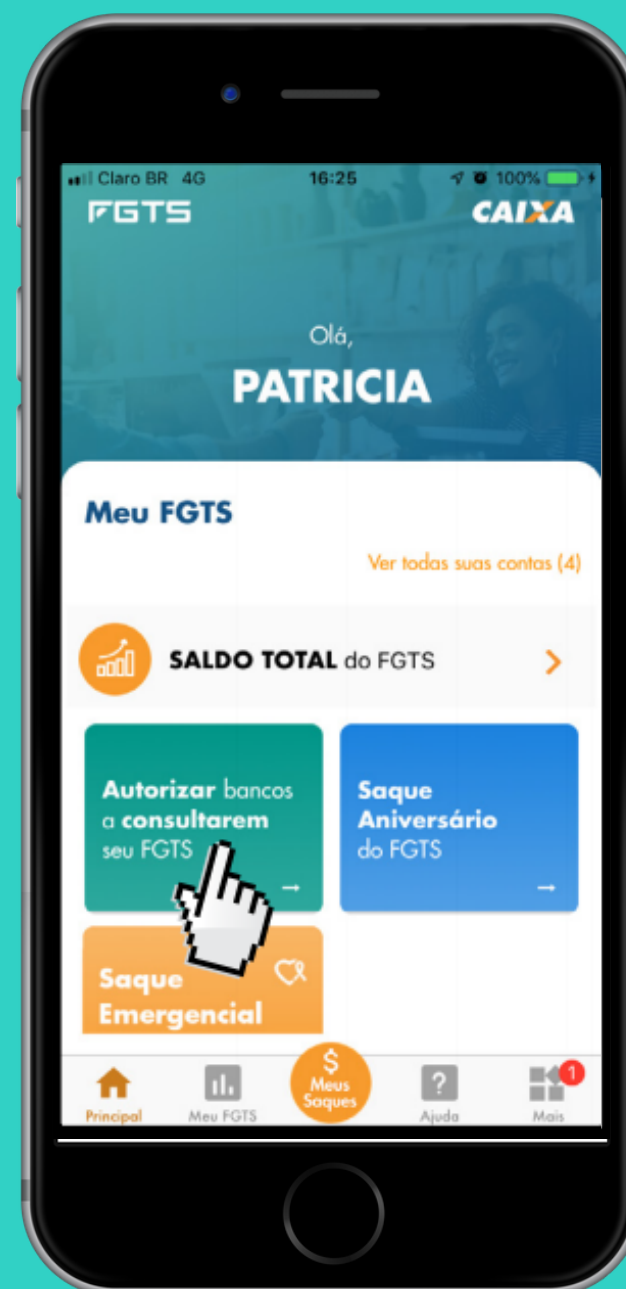 Claro BR 4G 16:25 100%
FGTS CAIXA
Olá,
PATRICIA
Meu FGTS
Ver todas suas contas (4)
SALDO TOTAL do FGTS
Autorizar bancos
a consultarem
seu FGTS
Saque
Aniversário
do FGTS
Saque
Emergencial
$
Meus
Saques
?
1
Principal Meu FGTS Ajuda Mais